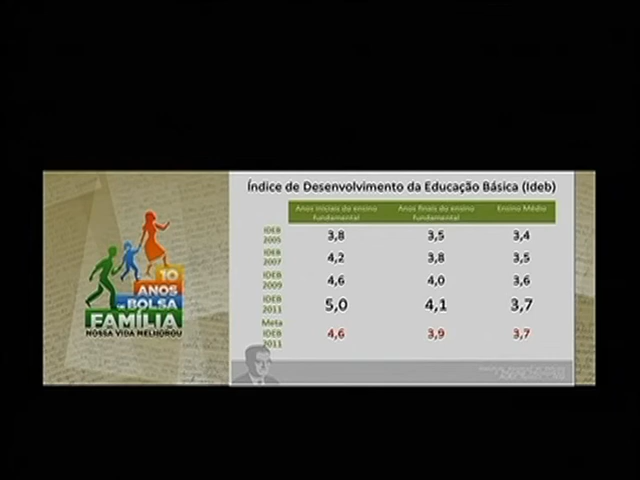 Índice de Desenvolvimento da Educação Básica (Ideb)
Anos iniciais do ensino fundamental
Anos finais do ensino fundamental
Ensino Médio
IDEB 2005 3,8 3,5 3,4
IDEB 2007 4,2 3,8 3,5
IDEB 2009 4,6 4,0 3,6
IDEB 2011 5,0 4,1 3,7
Meta IDEB 2011 4,6 3,9 3,7
10
ANOS
DE BOLSA
FAMÍLIA
NOSSA VIDA MELHOROU